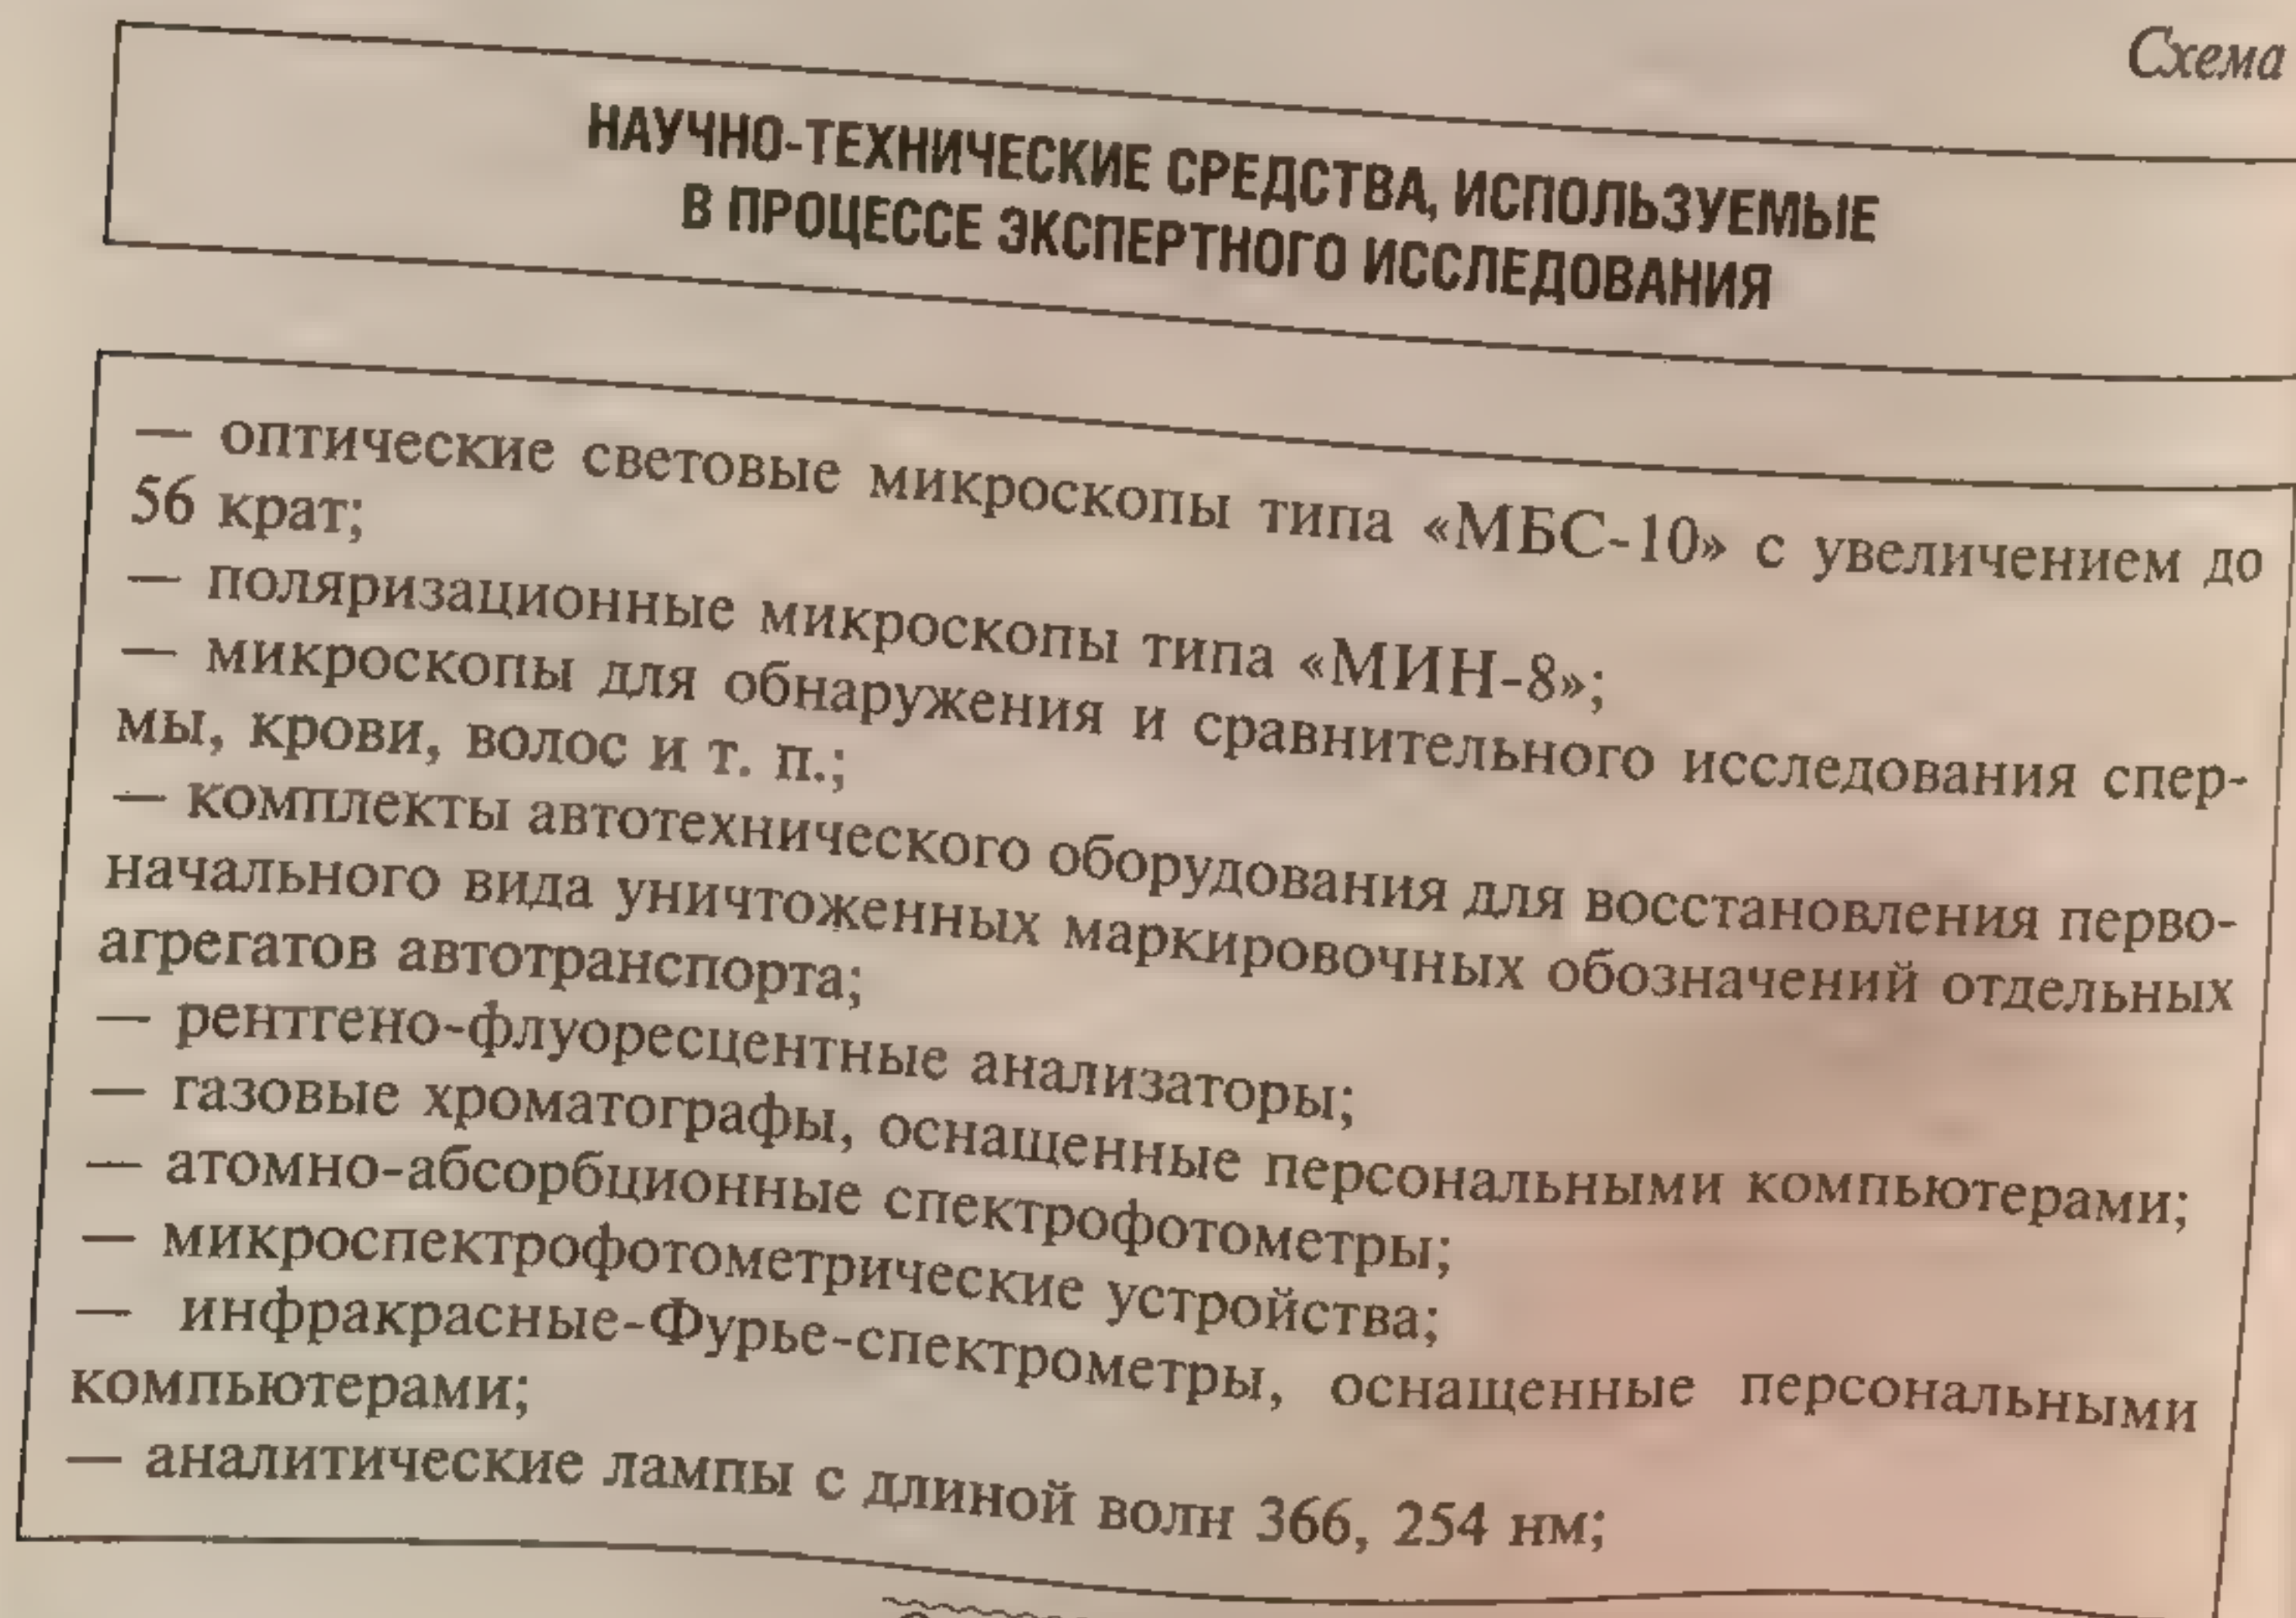 Схема
НАУЧНО-ТЕХНИЧЕСКИЕ СРЕДСТВА, ИСПОЛЬЗУЕМЫЕ
В ПРОЦЕССЕ ЭКСПЕРТНОГО ИССЛЕДОВАНИЯ
— оптические световые микроскопы типа «МБС-10» с увеличением до
56 крат;
— поляризационные микроскопы типа «МИН-8»;
— микроскопы для обнаружения и сравнительного исследования спер-
мы, крови, волос и т. п.;
— комплекты автотехнического оборудования для восстановления перво-
начального вида уничтоженных маркировочных обозначений отдельных
агрегатов автотранспорта;
— рентгено-флуоресцентные анализаторы;
— газовые хроматографы, оснащенные персональными компьютерами;
— атомно-абсорбционные спектрофотометры;
— микроспектрофотометрические устройства;
— инфракрасные-Фурье-спектрометры, оснащенные персональными
компьютерами;
— аналитические лампы с длиной волн 366, 254 нм;